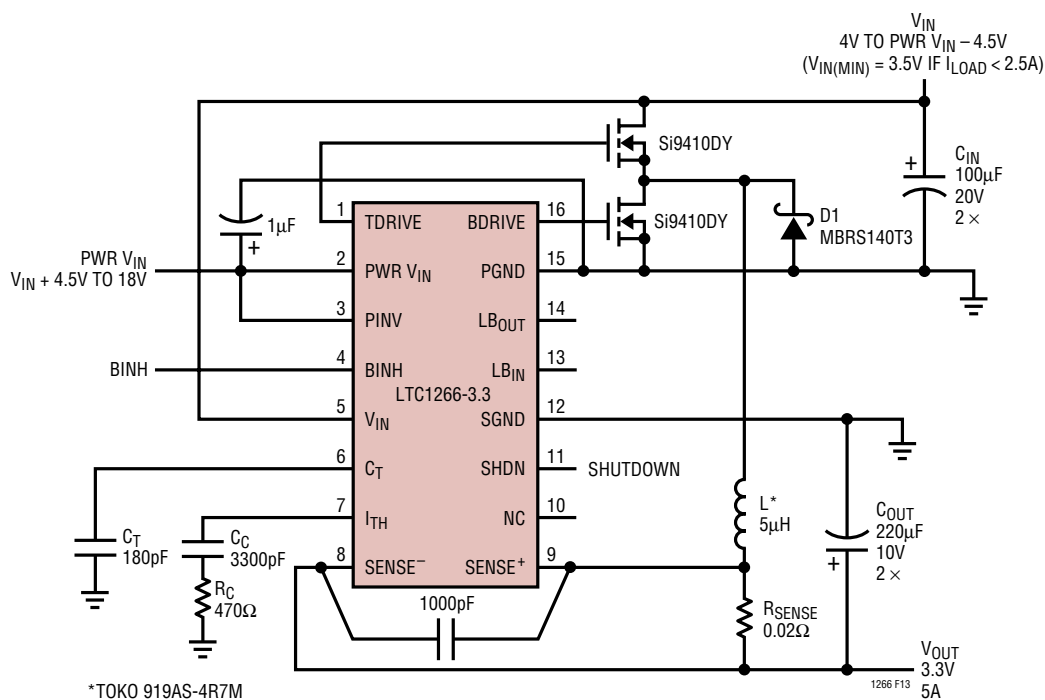 VIN
4V TO PWR VIN – 4.5V
(VIN(MIN) = 3.5V IF ILOAD < 2.5A)
Si9410DY
+
CIN
100µF
20V
2 ×
1µF
+
1
TDRIVE
BDRIVE
16
Si9410DY
D1
MBRS140T3
PWR VIN
VIN + 4.5V TO 18V
2
PWR VIN
PGND
15
3
PINV
LBOUT
14
BINH
4
BINH
LBIN
13
LTC1266-3.3
5
VIN
SGND
12
6
CT
SHDN
11
SHUTDOWN
7
ITH
NC
10
L*
5µH
COUT
220µF
10V
2 ×
+
CT
180pF
CC
3300pF
8
SENSE–
SENSE+
9
RC
470Ω
1000pF
RSENSE
0.02Ω
VOUT
3.3V
5A
*TOKO 919AS-4R7M
1266 F13